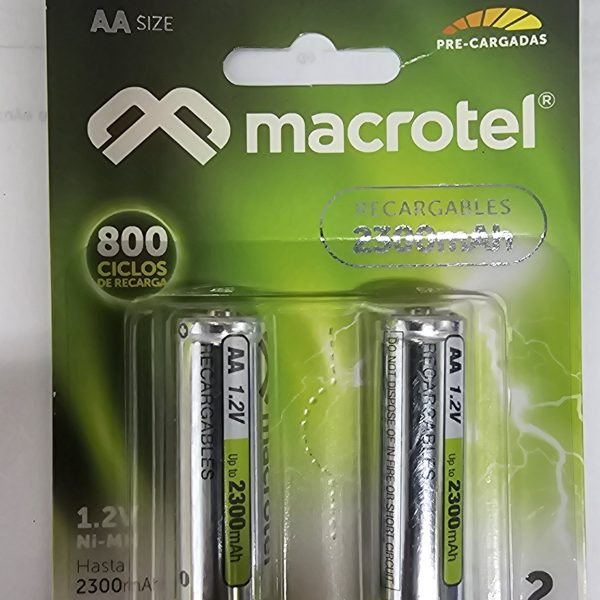 AA SIZE
PRE-CARGADAS
macrotel®
RECARGABLES
2300mAh
800
CICLOS
DE RECARGA
AA 1.2V
Up to 2300mAh
RECARGABLES
macrotel
AA 1.2V
Up to 2300mAh
RECARGABLES
DO NOT DISPOSE OF IN FIRE OR SHORT CIRCUIT
1.2V
Ni-MH
Hasta
2300mAh
2